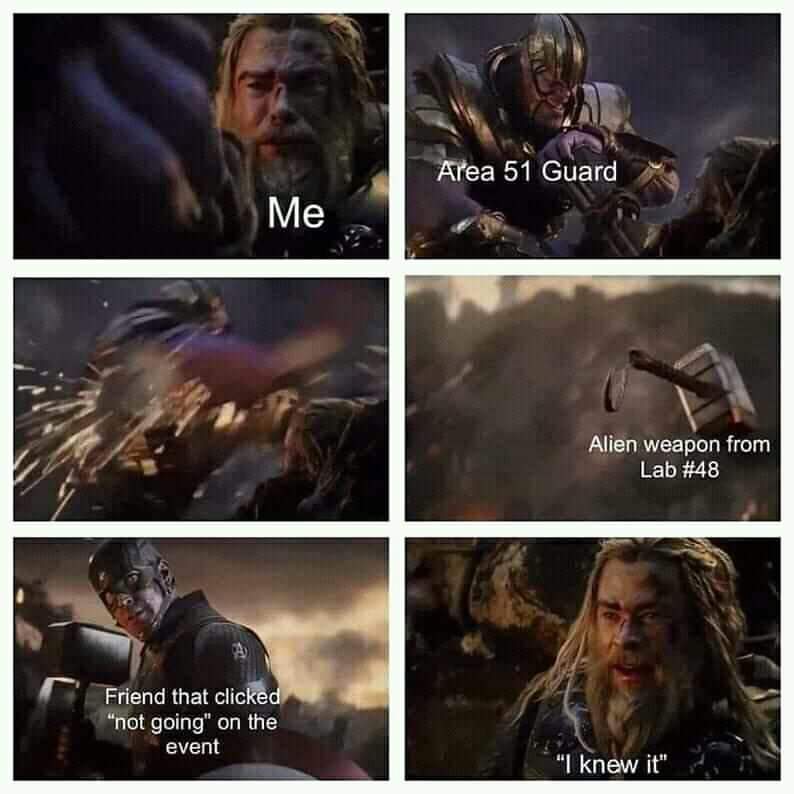 Me
Area 51 Guard
Alien weapon from
Lab #48
Friend that clicked
“not going” on the
event
“I knew it”